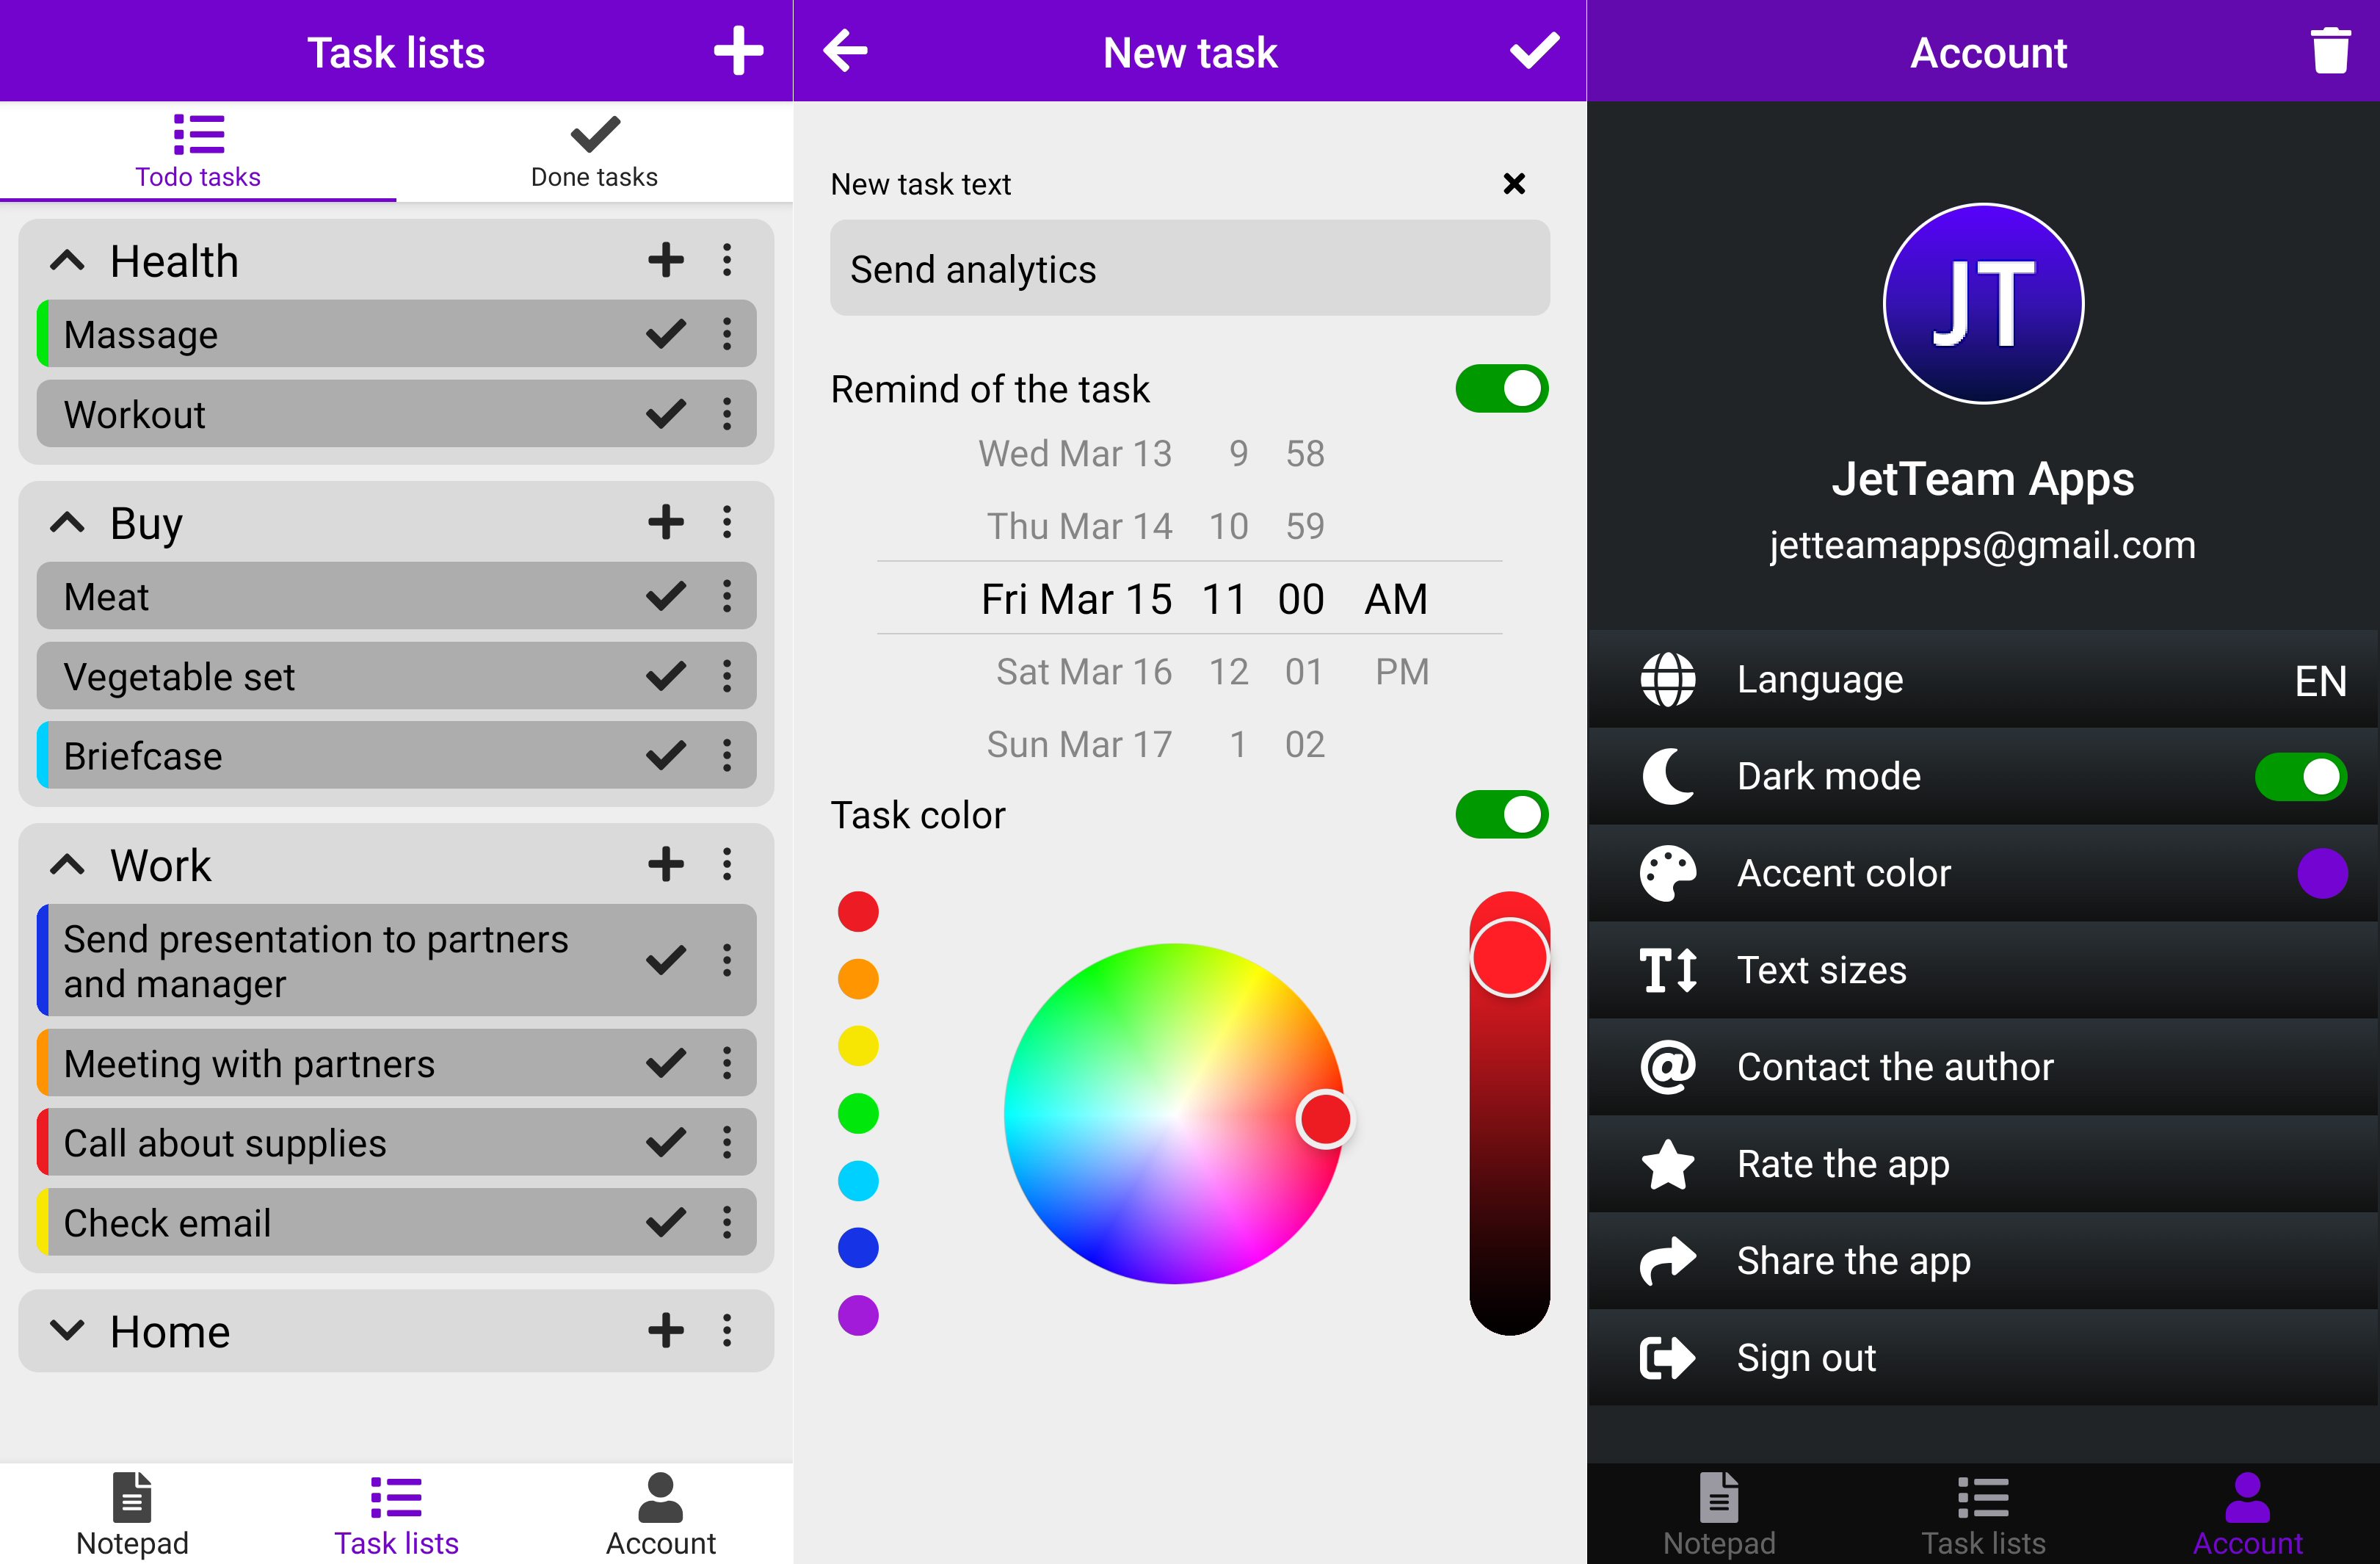 Task lists
Todo tasks
Done tasks
Health
Massage
Workout
Buy
Meat
Vegetable set
Briefcase
Work
Send presentation to partners
and manager
Meeting with partners
Call about supplies
Check email
Home
Notepad
Task lists
Account
New task
New task text
Send analytics
Remind of the task
Wed Mar 13 9 58
Thu Mar 14 10 59
Fri Mar 15 11 00 AM
Sat Mar 16 12 01 PM
Sun Mar 17 1 02
Task color
Account
JT
JetTeam Apps
jetteamapps@gmail.com
Language EN
Dark mode
Accent color
Text sizes
Contact the author
Rate the app
Share the app
Sign out
Notepad
Task lists
Account